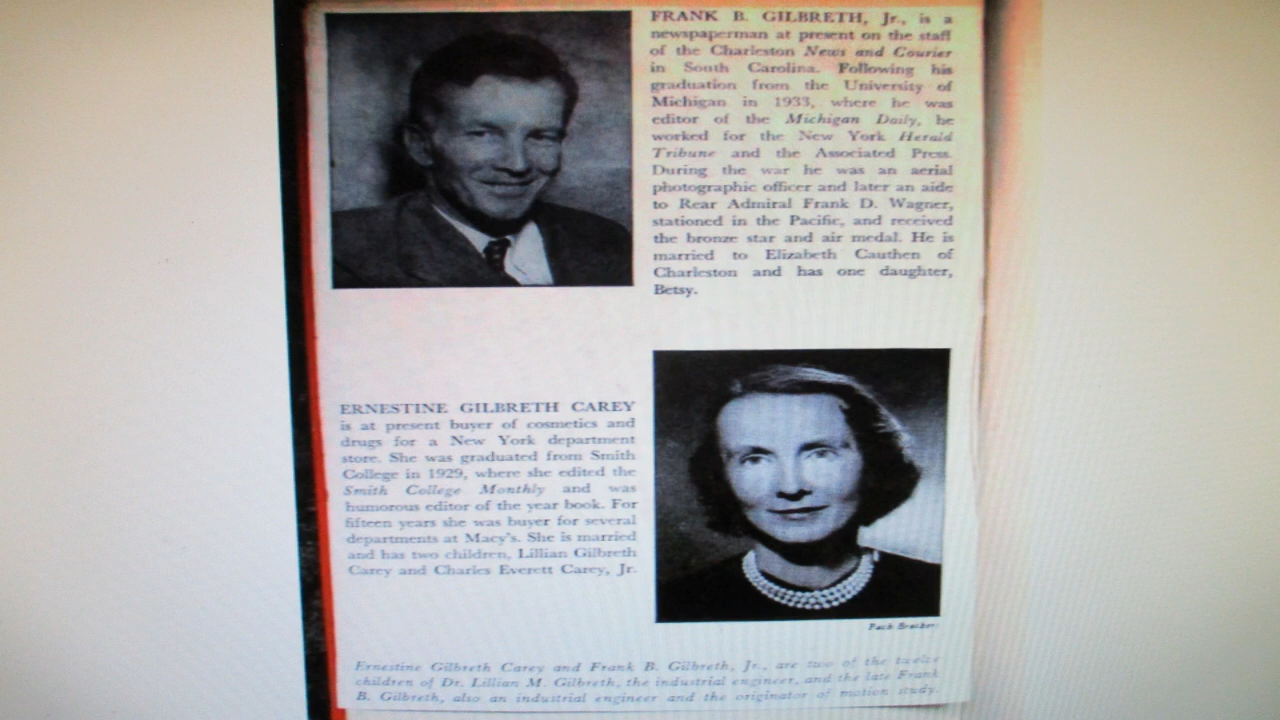 FRANK B. GILBRETH, Jr., is a
newspaperman at present on the staff
of the Charleston News and Courier
in South Carolina. Following his
graduation from the University of
Michigan in 1933, where he was
editor of the Michigan Daily, he
worked for the New York Herald
Tribune and the Associated Press.
During the war he was an aerial
photographic officer and later an aide
to Rear Admiral Frank D. Wagner,
stationed in the Pacific, and received
the bronze star and air medal. He is
married to Elizabeth Cauthen of
Charleston and has one daughter,
Betsy.
ERNESTINE GILBRETH CAREY
is at present buyer of cosmetics and
drugs for a New York department
store. She was graduated from Smith
College in 1929, where she edited the
Smith College Monthly and was
humorous editor of the year book. For
fifteen years she was buyer for several
departments at Macy's. She is married
and has two children, Lillian Gilbreth
Carey and Charles Everett Carey, Jr.
Pach Brothers
Ernestine Gilbreth Carey and Frank B. Gilbreth, Jr., are two of the twelve
children of Dr. Lillian M. Gilbreth, the industrial engineer, and the late Frank
B. Gilbreth, also an industrial engineer and the originator of motion study.